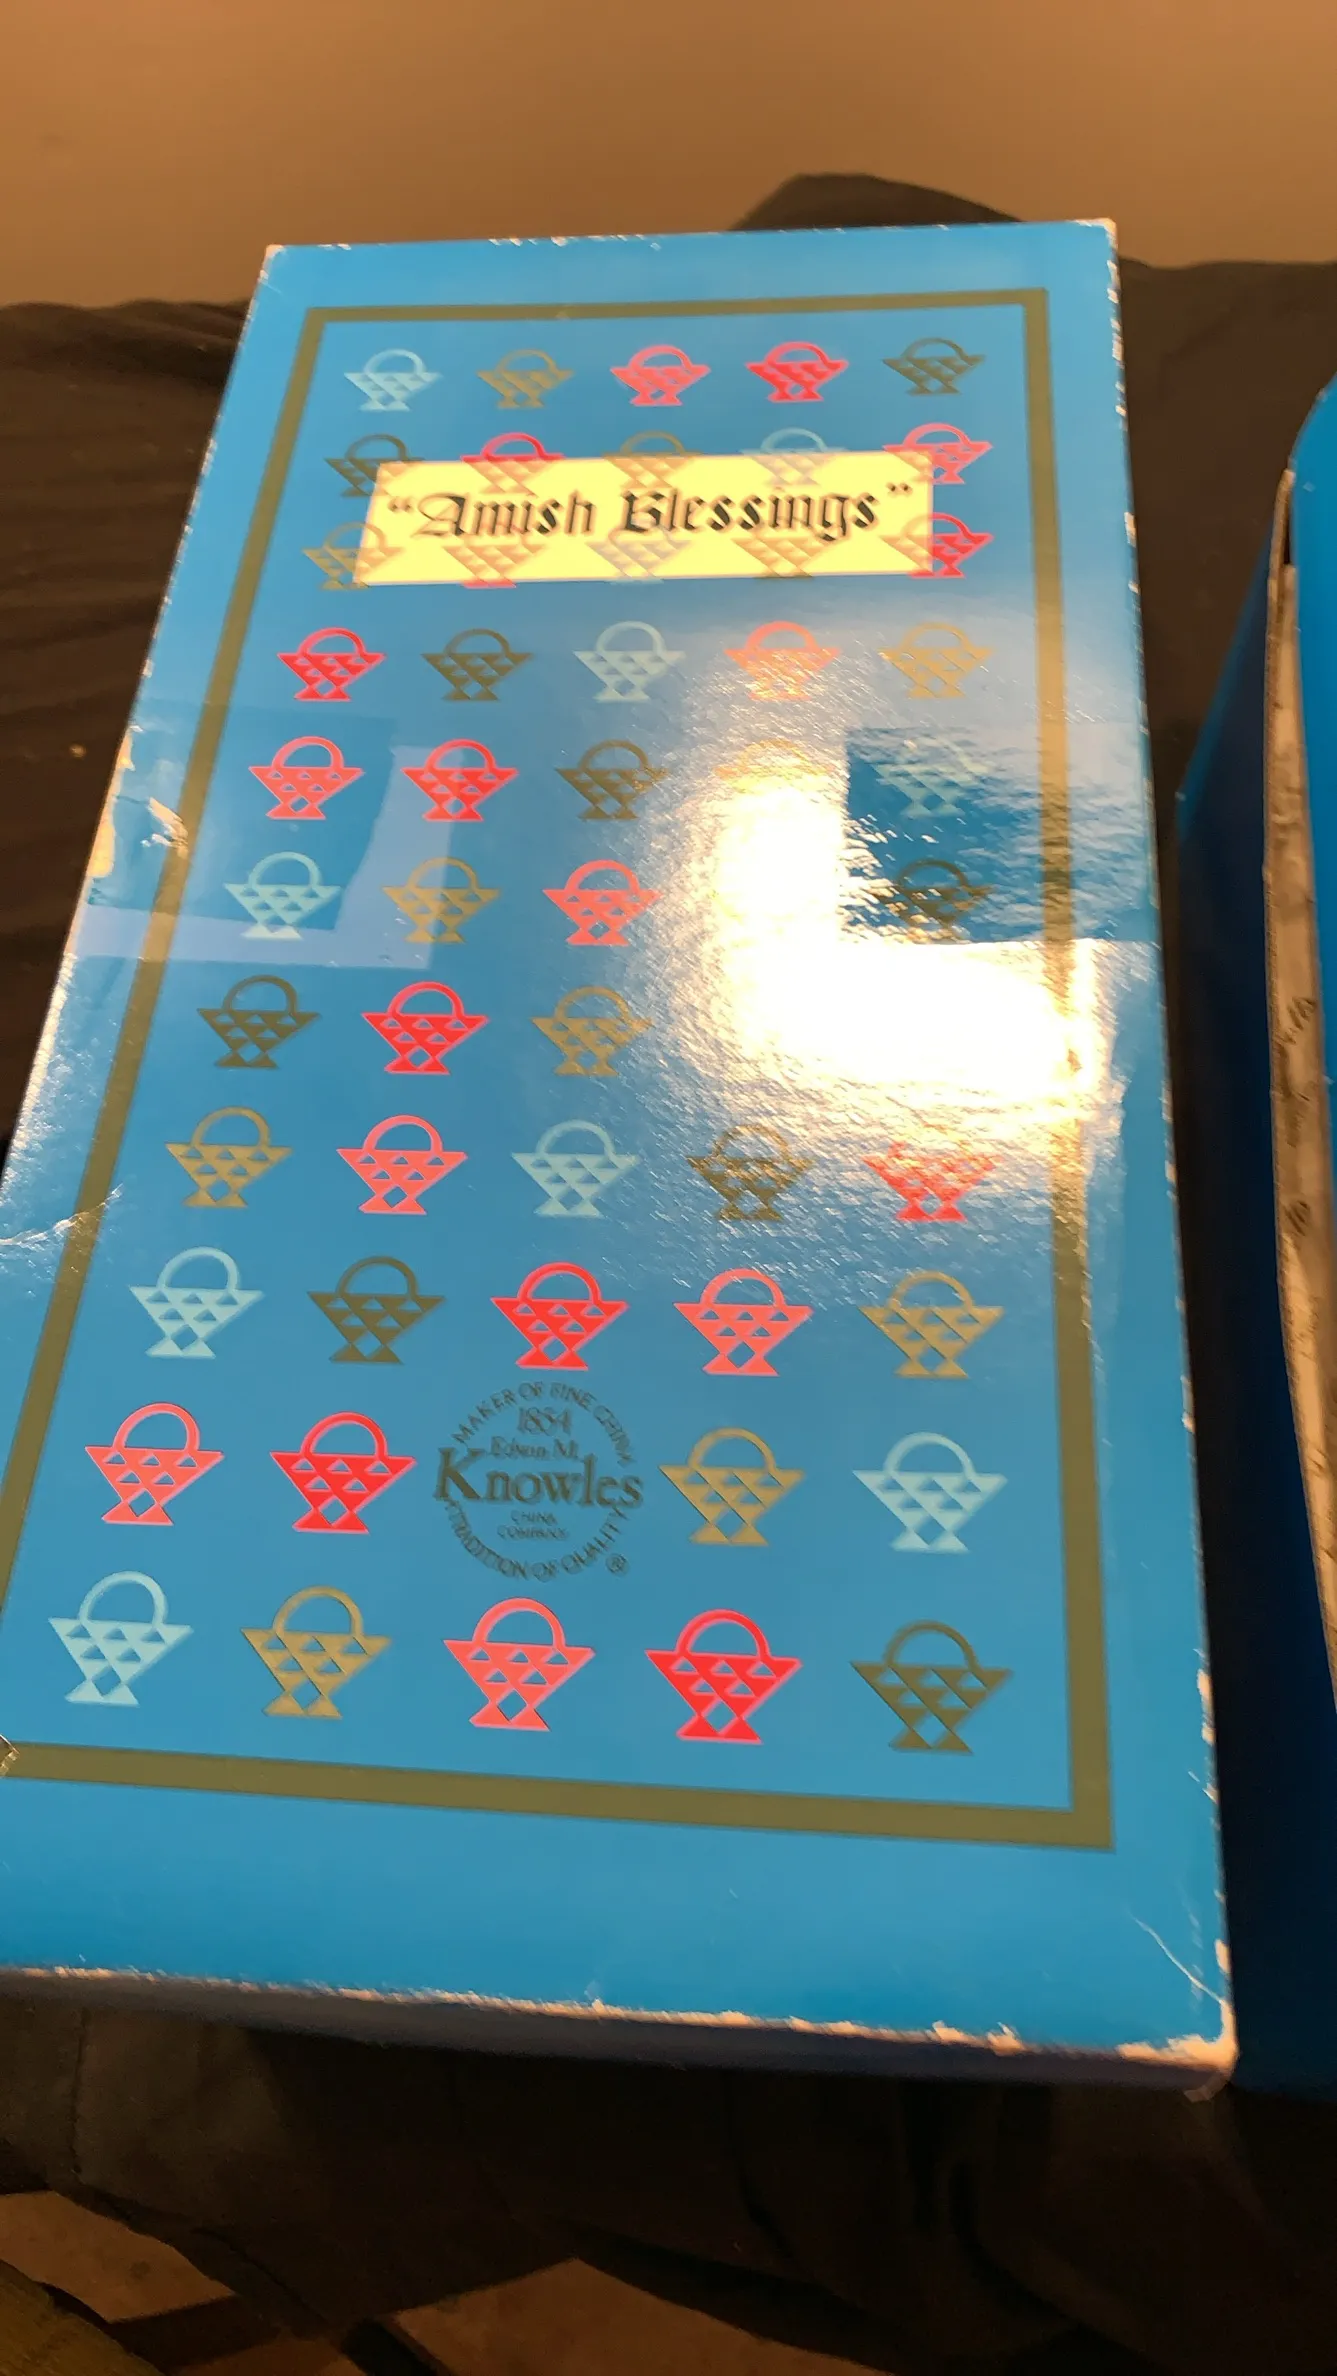 "Amish Blessings"
MAKER OF FINE CHINA
1854
Edwin M.
Knowles
CHINA
COMPANY
TRADITION OF QUALITY ®